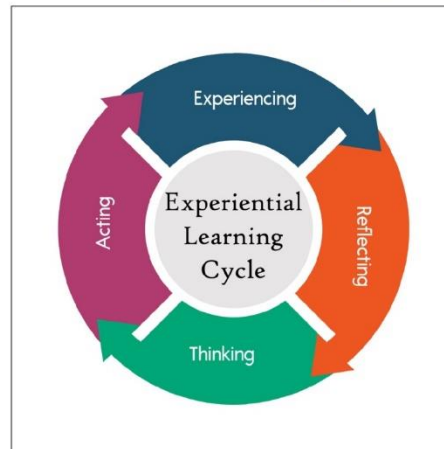 Experiencing
Experiential
Learning
Cycle
Reflecting
Thinking
Acting